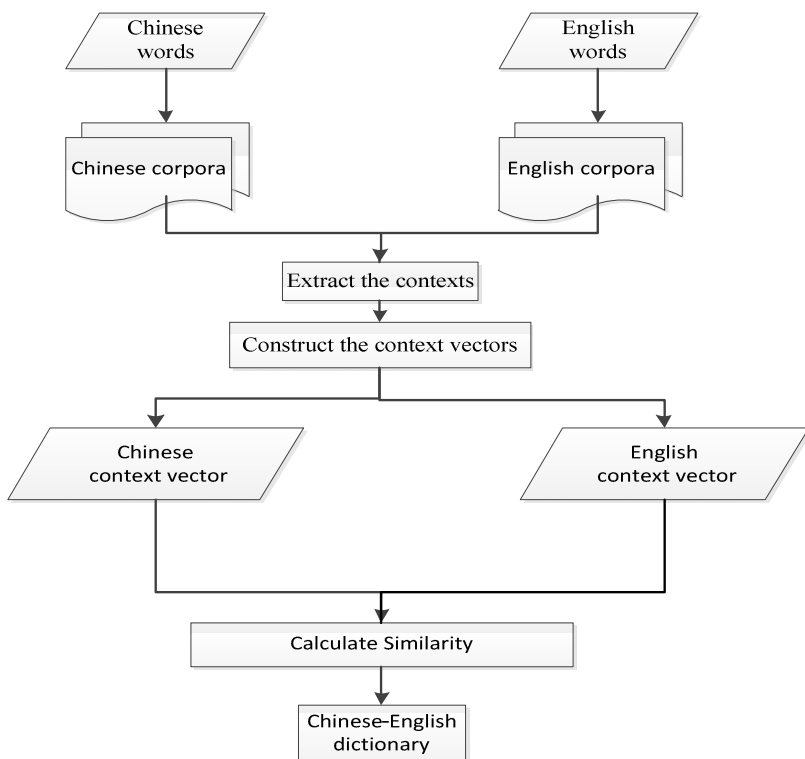 Chinese
words
English
words
Chinese corpora
English corpora
Extract the contexts
Construct the context vectors
Chinese
context vector
English
context vector
Calculate Similarity
Chinese-English
dictionary